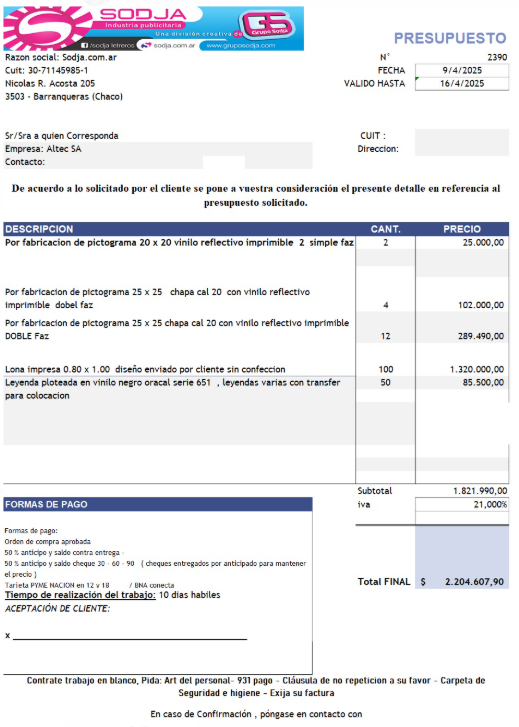 SODJA
Industria publicitaria
Una división creativa de
Grupo Sodja
/sodja letreros sodja.com.ar www.gruposodja.com
PRESUPUESTO
Razon social: Sodja.com.ar
Cuit: 30-71145985-1
Nicolas R. Acosta 205
3503 - Barranqueras (Chaco)
N° 2390
FECHA 9/4/2025
VALIDO HASTA 16/4/2025
Sr/Sra a quien Corresponda
Empresa: Altec SA
Contacto:
CUIT :
Direccion:
De acuerdo a lo solicitado por el cliente se pone a vuestra consideración el presente detalle en referencia al
presupuesto solicitado.
DESCRIPCION CANT. PRECIO
Por fabricacion de pictograma 20 x 20 vinilo reflectivo imprimible 2 simple faz 2 25.000,00
Por fabricacion de pictograma 25 x 25 chapa cal 20 con vinilo reflectivo
imprimible dobel faz 4 102.000,00
Por fabricacion de pictograma 25 x 25 chapa cal 20 con vinilo reflectivo imprimible
DOBLE Faz 12 289.490,00
Lona impresa 0.80 x 1.00 diseño enviado por cliente sin confeccion 100 1.320.000,00
Leyenda ploteada en vinilo negro oracal serie 651 , leyendas varias con transfer 50 85.500,00
para colocacion
Subtotal 1.821.990,00
iva 21,000%
FORMAS DE PAGO
Formas de pago:
Orden de compra aprobada
50 % anticipo y saldo contra entrega -
50 % anticipo y saldo cheque 30 - 60 - 90 ( cheques entregados por anticipado para mantener
el precio )
Tarjeta PYME NACION en 12 y 18 / BNA conecta
Tiempo de realización del trabajo: 10 dias habiles
ACEPTACIÓN DE CLIENTE:
x
Total FINAL $ 2.204.607,90
Contrate trabajo en blanco, Pida: Art del personal- 931 pago - Cláusula de no repeticion a su favor - Carpeta de
Seguridad e higiene - Exija su factura
En caso de Confirmación , póngase en contacto con